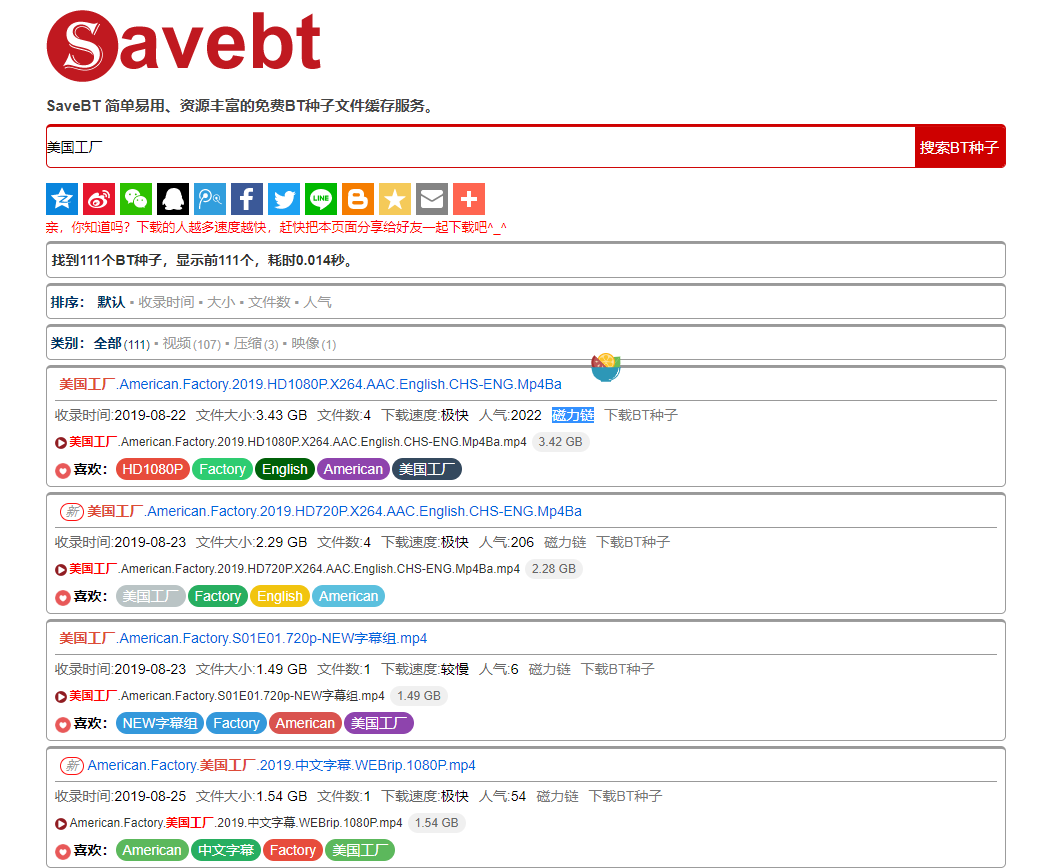 Savebt
SaveBT 简单易用、资源丰富的免费BT种子文件缓存服务。
美国工厂 搜索BT种子
LINE
亲，你知道吗？下载的人越多速度越快，赶快把本页面分享给好友一起下载吧^_^
找到111个BT种子，显示前111个，耗时0.014秒。
排序： 默认 ▪ 收录时间 ▪ 大小 ▪ 文件数 ▪ 人气
类别： 全部(111) ▪ 视频(107) ▪ 压缩(3) ▪ 映像(1)
美国工厂.American.Factory.2019.HD1080P.X264.AAC.English.CHS-ENG.Mp4Ba
收录时间:2019-08-22 文件大小:3.43 GB 文件数:4 下载速度:极快 人气:2022 磁力链 下载BT种子
美国工厂.American.Factory.2019.HD1080P.X264.AAC.English.CHS-ENG.Mp4Ba.mp4 3.42 GB
喜欢： HD1080P Factory English American 美国工厂
新 美国工厂.American.Factory.2019.HD720P.X264.AAC.English.CHS-ENG.Mp4Ba
收录时间:2019-08-23 文件大小:2.29 GB 文件数:4 下载速度:极快 人气:206 磁力链 下载BT种子
美国工厂.American.Factory.2019.HD720P.X264.AAC.English.CHS-ENG.Mp4Ba.mp4 2.28 GB
喜欢： 美国工厂 Factory English American
美国工厂.American.Factory.S01E01.720p-NEW字幕组.mp4
收录时间:2019-08-23 文件大小:1.49 GB 文件数:1 下载速度:较慢 人气:6 磁力链 下载BT种子
美国工厂.American.Factory.S01E01.720p-NEW字幕组.mp4 1.49 GB
喜欢： NEW字幕组 Factory American 美国工厂
新 American.Factory.美国工厂.2019.中文字幕.WEBrip.1080P.mp4
收录时间:2019-08-25 文件大小:1.54 GB 文件数:1 下载速度:极快 人气:54 磁力链 下载BT种子
American.Factory.美国工厂.2019.中文字幕.WEBrip.1080P.mp4 1.54 GB
喜欢： American 中文字幕 Factory 美国工厂